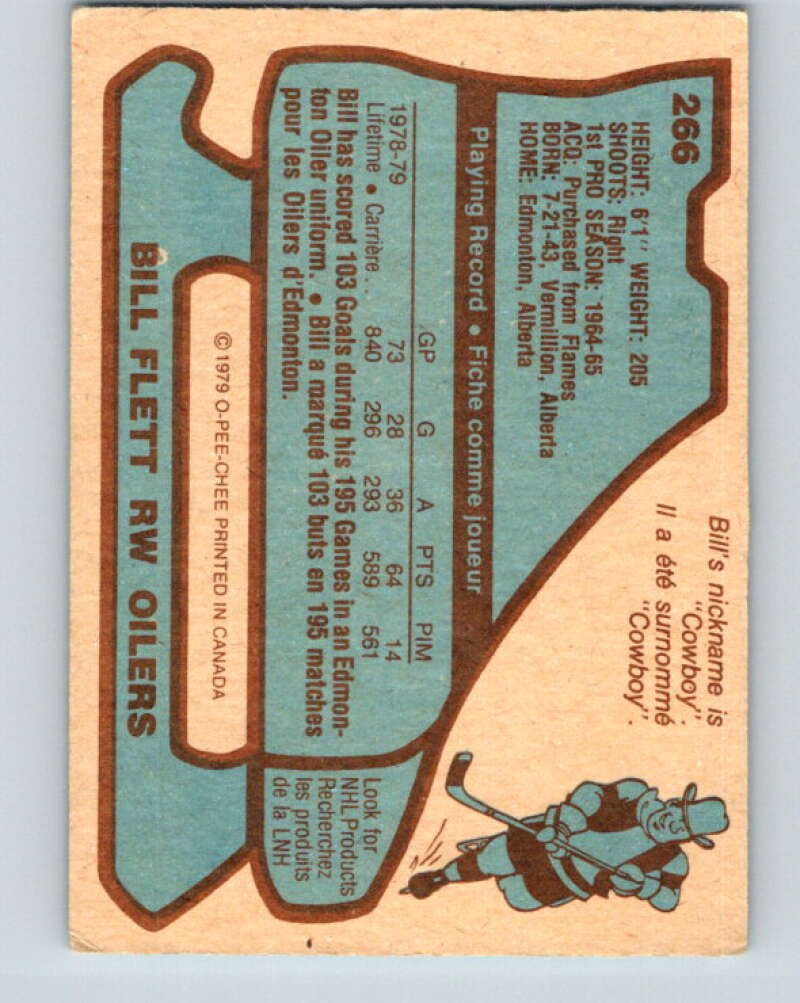 266
HEIGHT: 6'1" WEIGHT: 205
SHOOTS: Right
1st PRO SEASON: 1964-65
ACQ: Purchased from Flames
BORN: 7-21-43, Vermillion, Alberta
HOME: Edmonton, Alberta
Bill's nickname is
"Cowboy".
Il a été surnommé
"Cowboy".
Playing Record • Fiche comme joueur
GP G A PTS PIM
1978-79 73 28 36 64 14
Lifetime • Carrière . . 840 296 293 589 561
Bill has scored 103 Goals during his 195 Games in an Edmon-
ton Oiler uniform. • Bill a marqué 103 buts en 195 matches
pour les Oilers d'Edmonton.
Look for
NHL Products
Recherchez
les produits
de la LNH
© 1979 O-PEE-CHEE PRINTED IN CANADA
BILL FLETT RW OILERS